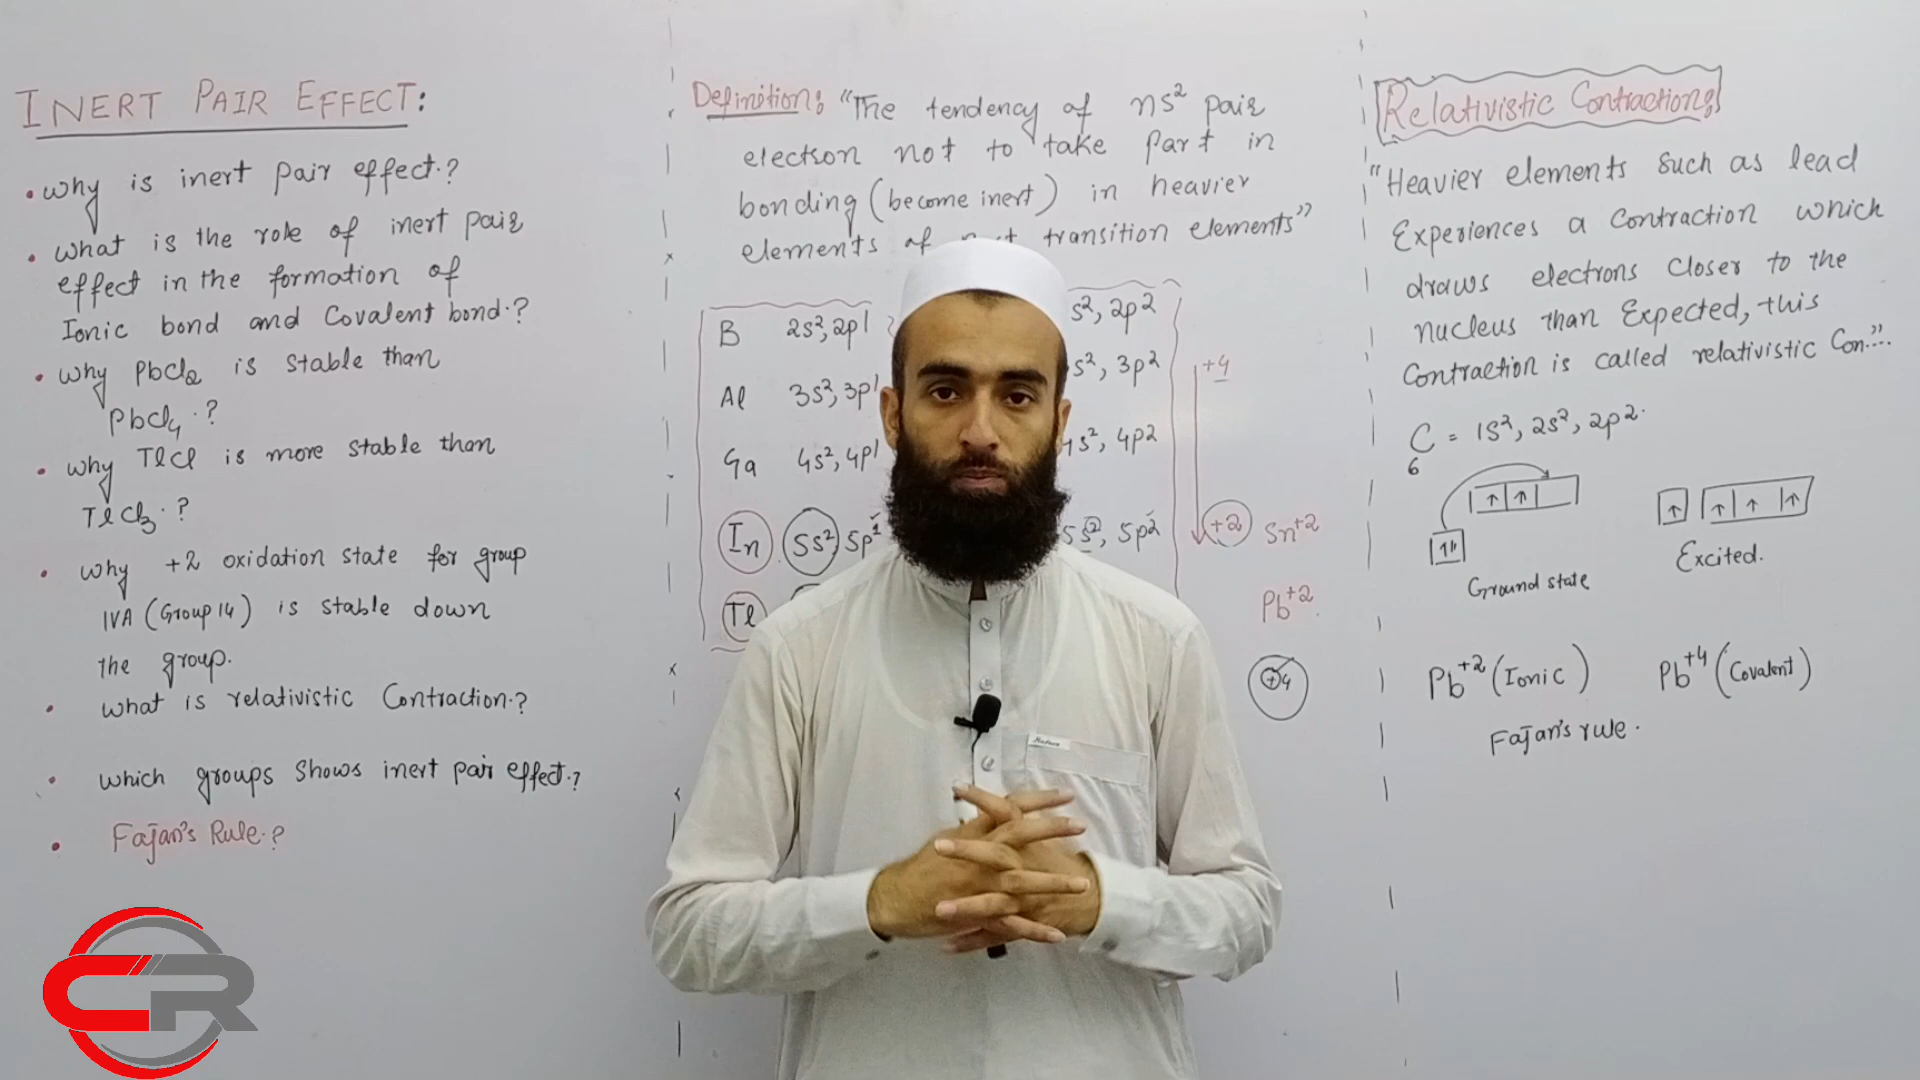 INERT PAIR EFFECT:
• why is inert pair effect.?
• what is the role of inert pair
effect in the formation of
Ionic bond and Covalent bond.?
• why PbCl2 is stable than
PbCl4.?
• why TlCl is more stable than
TlCl3.?
• why +2 oxidation state for group
IVA (Group 14) is stable down
the group.
• what is relativistic Contraction.?
• which groups shows inert pair effect.?
• Fajan's Rule.?
CR
Definition: "The tendency of ns² pair
electron not to take part in
bonding (become inert) in heavier
elements of transition elements"
B 2s², 2p1
Al 3s², 3p1
Ga 4s², 4p1
In 5s² 5p1
Tl
s², 2p²
s², 3p²
4s², 4p2
5s², 5p2
+4
+2 Sn+2
Pb+2.
+4
Relativistic Contraction:
"Heavier elements such as lead
Experiences a contraction which
draws electrons closer to the
nucleus than Expected, this
Contraction is called relativistic Con..."
C = 1s², 2s², 2p².
6
Ground state
Excited.
Pb+2 (Ionic) Pb+4 (Covalent)
Fajan's rule.